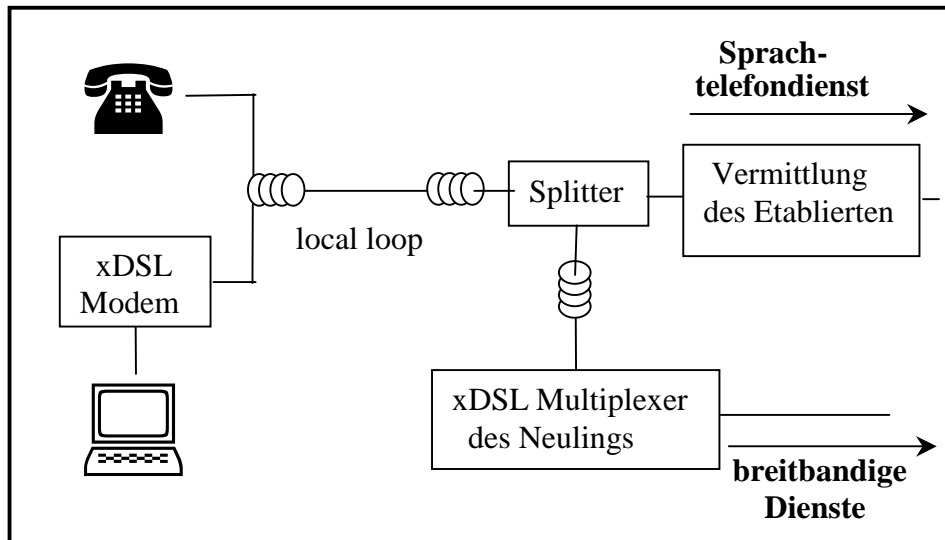 Sprach-
telefondienst
Splitter
Vermittlung
des Etablierten
local loop
xDSL
Modem
xDSL Multiplexer
des Neulings
breitbandige
Dienste